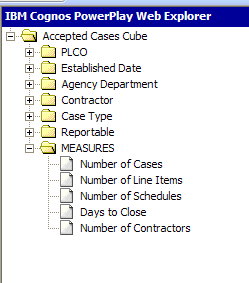 IBM Cognos PowerPlay Web Explorer
Accepted Cases Cube
PLCO
Established Date
Agency Department
Contractor
Case Type
Reportable
MEASURES
Number of Cases
Number of Line Items
Number of Schedules
Days to Close
Number of Contractors